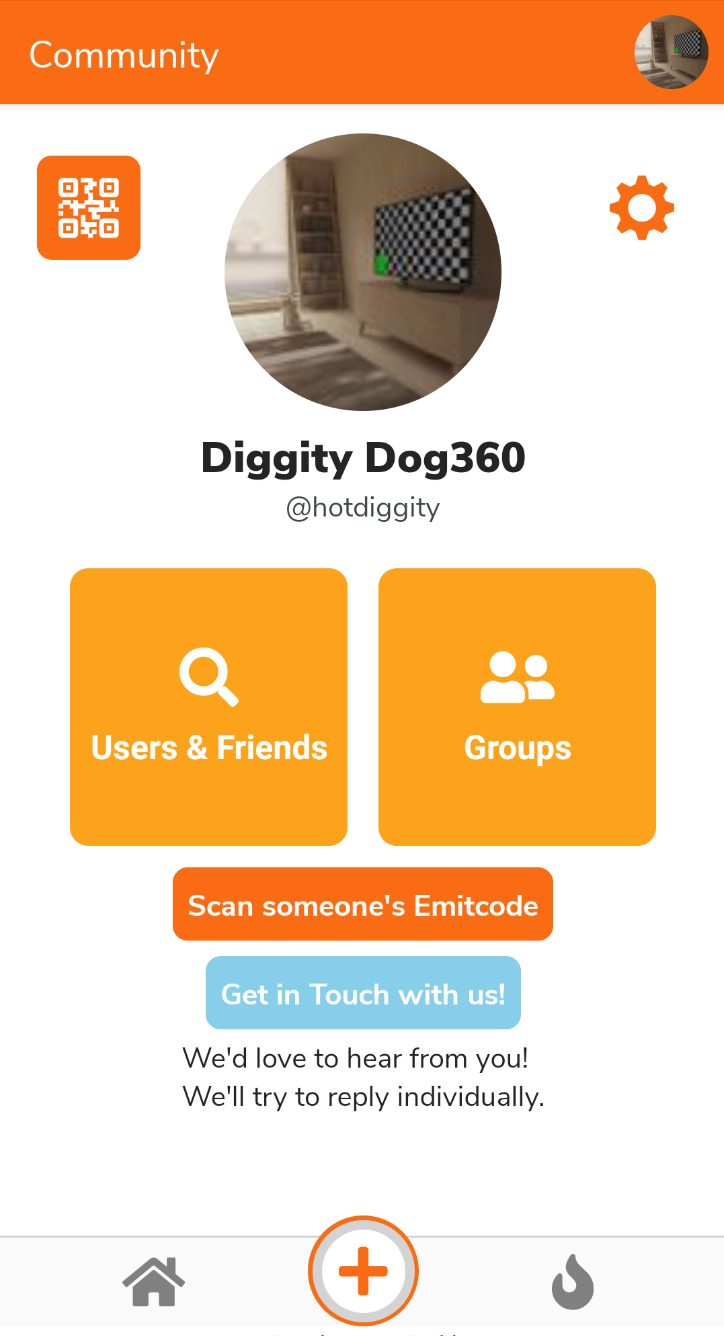 Community
Diggity Dog360
@hotdiggity
Users & Friends
Groups
Scan someone's Emitcode
Get in Touch with us!
We'd love to hear from you!
We'll try to reply individually.